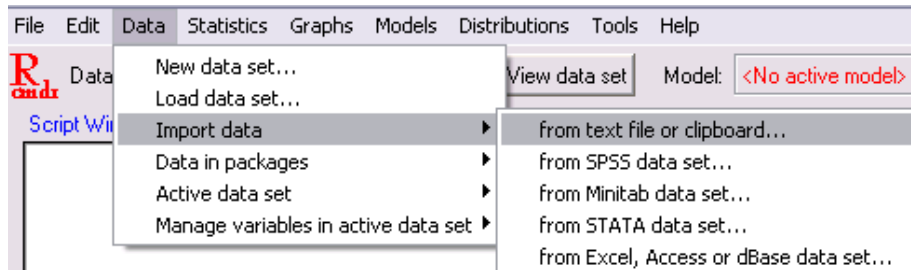 File Edit Data Statistics Graphs Models Distributions Tools Help
R cmdr Data View data set Model: <No active model>
New data set...
Load data set...
Script Wi
Import data
from text file or clipboard...
Data in packages
from SPSS data set...
Active data set
from Minitab data set...
Manage variables in active data set
from STATA data set...
from Excel, Access or dBase data set...